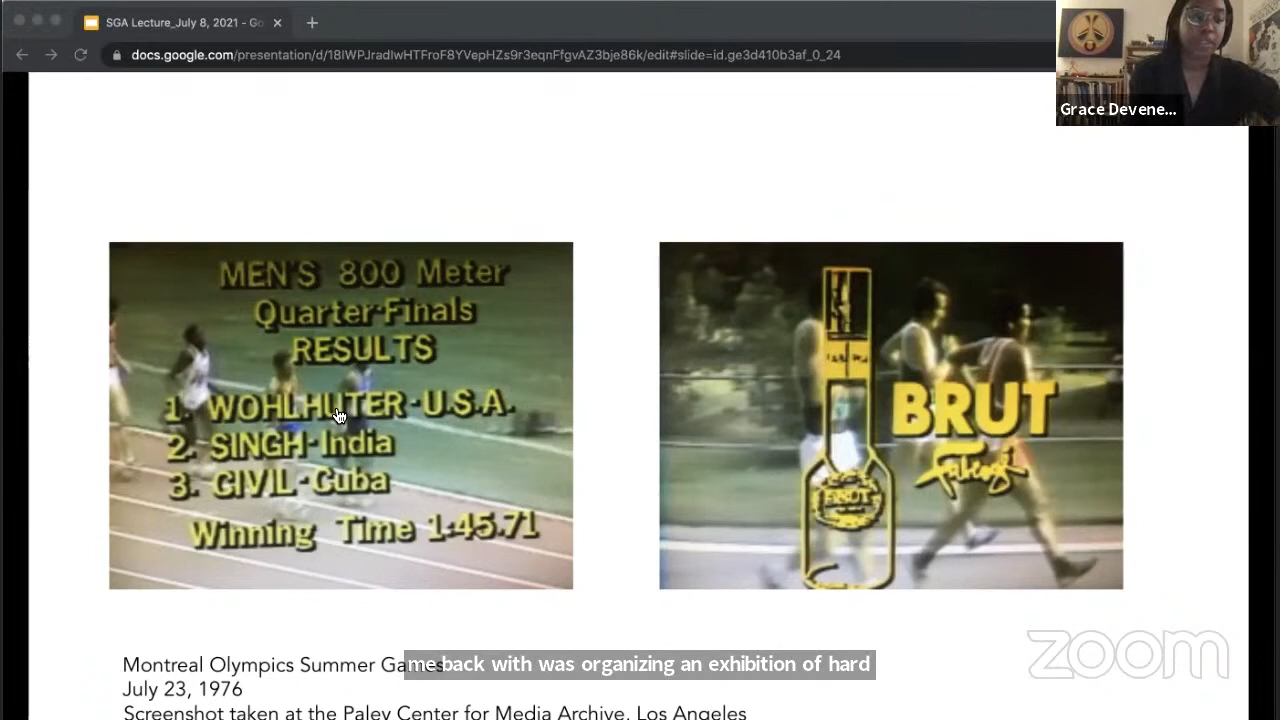 SGA Lecture_July 8, 2021 - Go
docs.google.com/presentation/d/18IWPJradIwHTFroF8YVepHZs9r3eqnFfgvAZ3bje86k/edit#slide=id.ge3d410b3af_0_24
Grace Devene...
MEN'S 800 Meter
Quarter-Finals
RESULTS
1. WOHLHUTER-U.S.A.
2. SINGH-India
3. CIVIL-Cuba
Winning Time 1:45.71
BRUT
Fabergé
BRUT
Montreal Olympics Summer Games
July 23, 1976
Screenshot taken at the Paley Center for Media Archive, Los Angeles
me back with was organizing an exhibition of hard
zoom